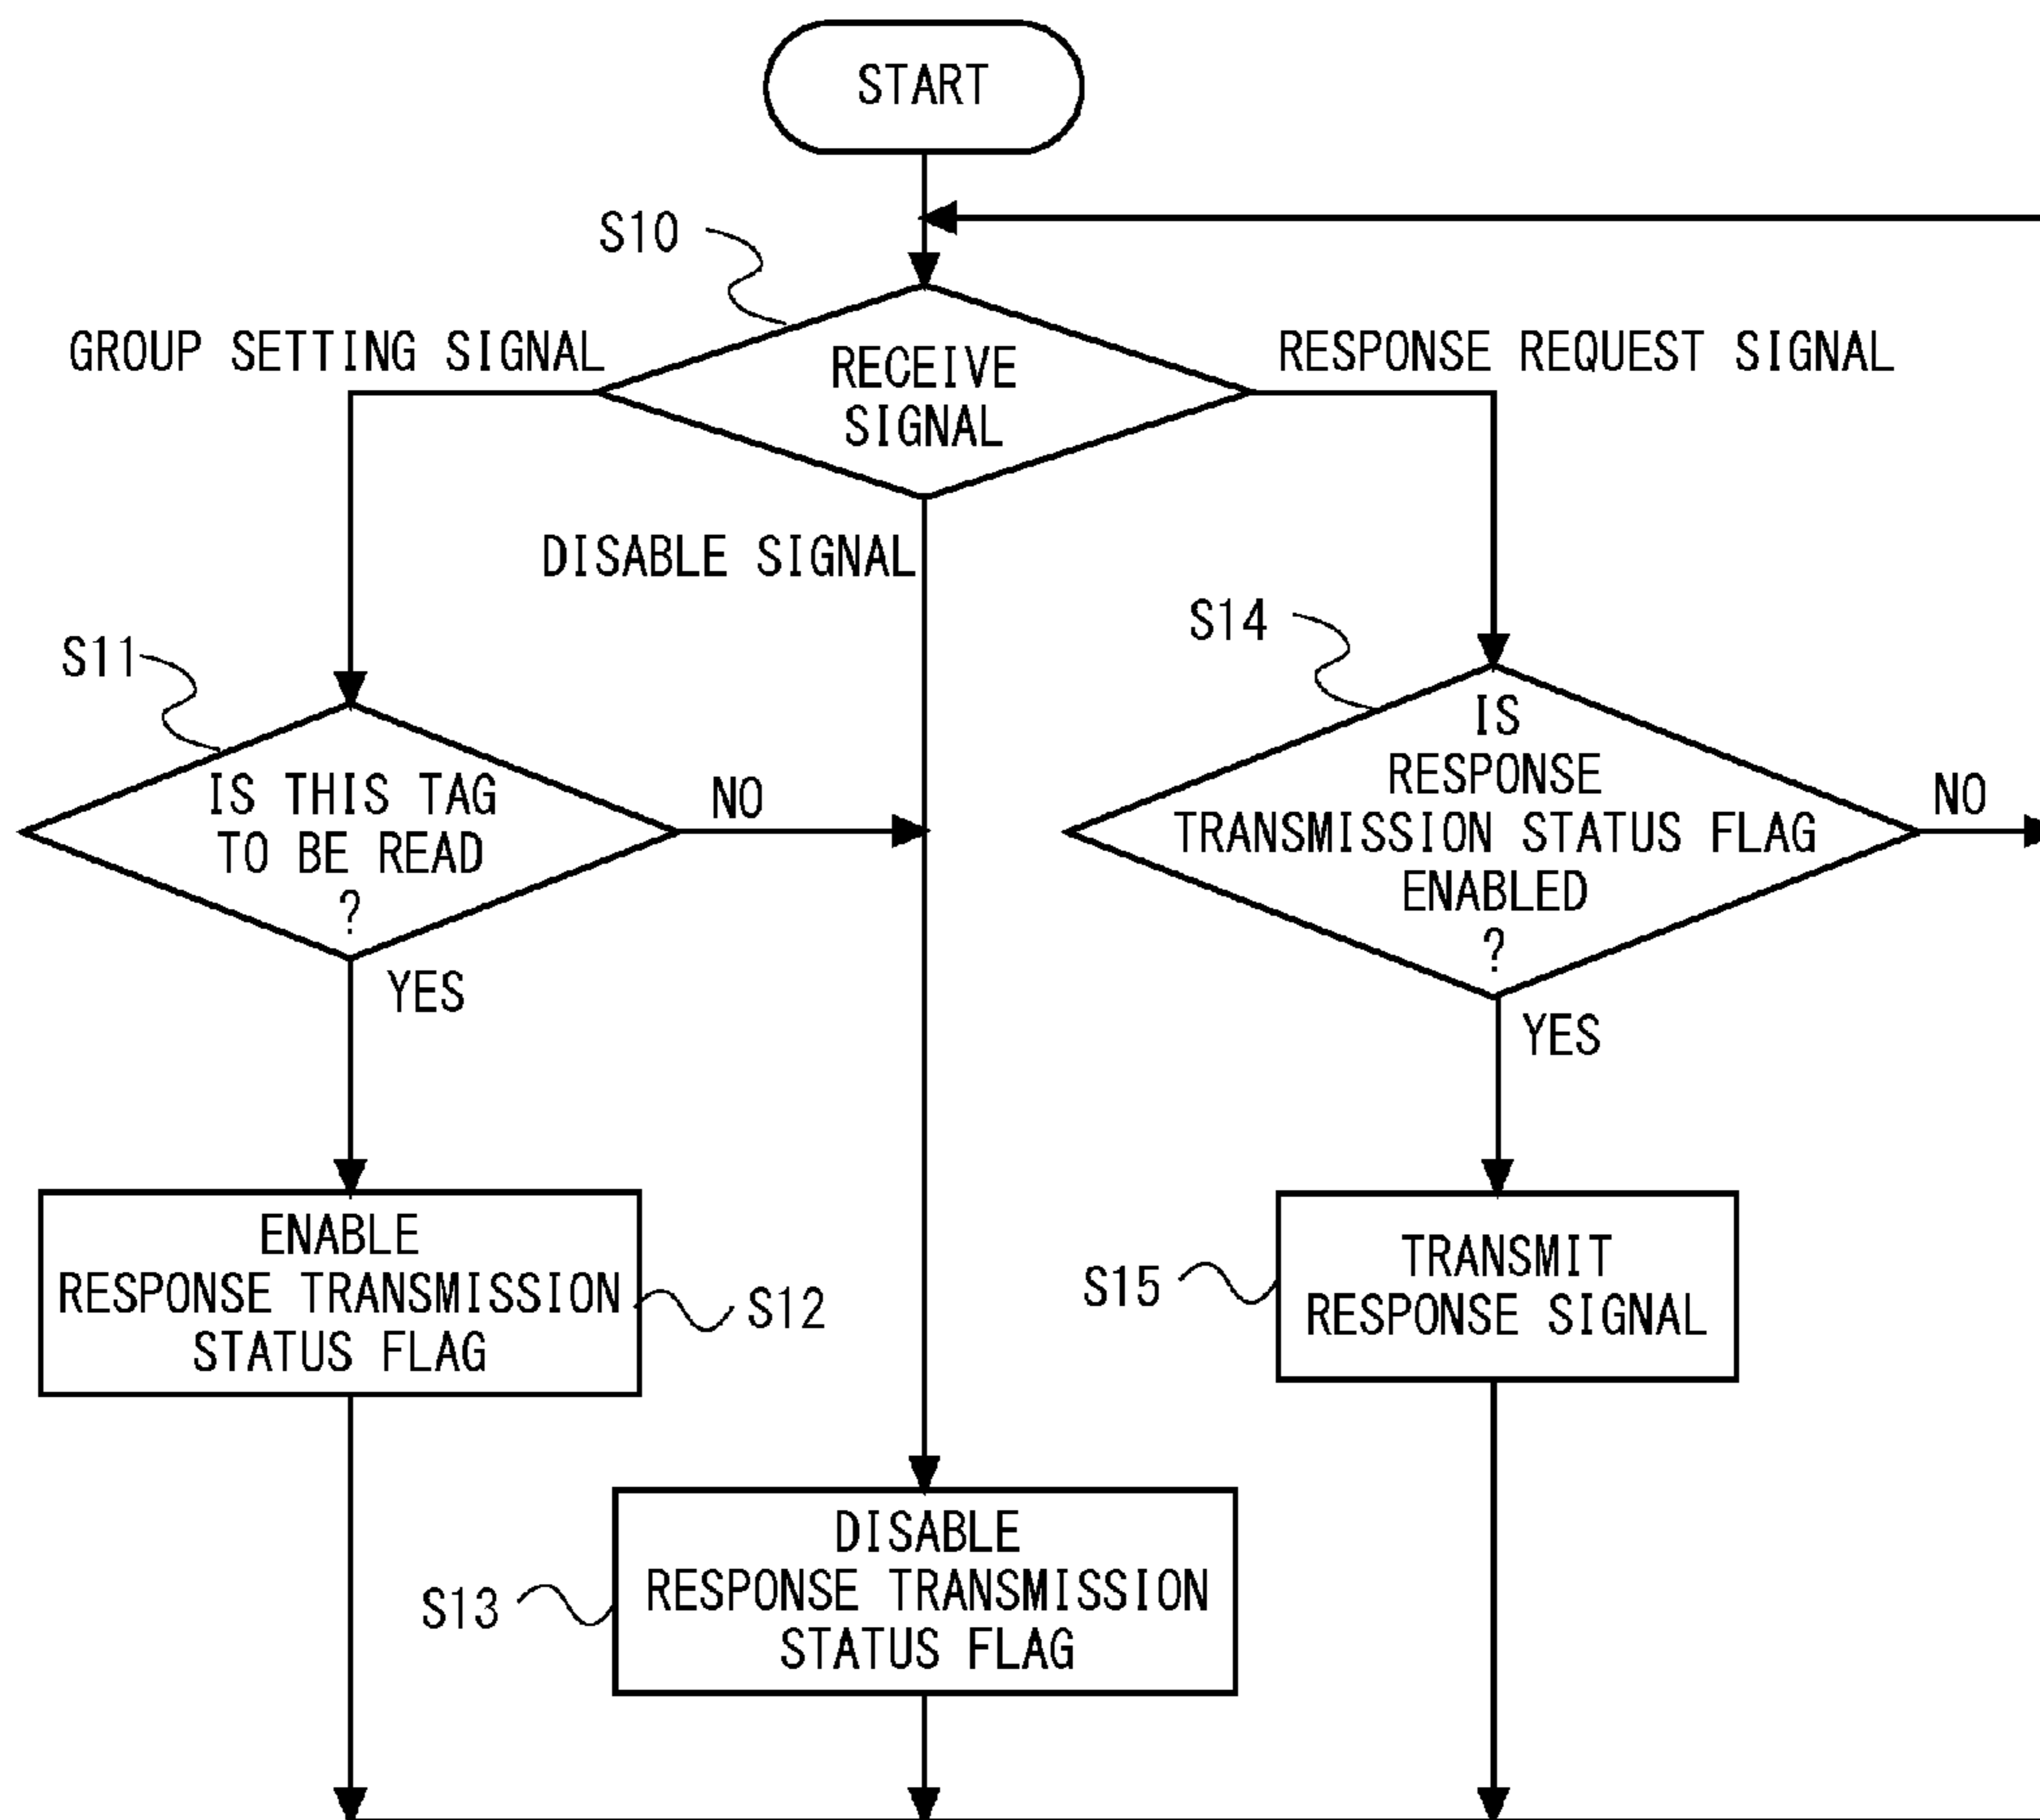 START
S10
GROUP SETTING SIGNAL
RECEIVE
SIGNAL
RESPONSE REQUEST SIGNAL
DISABLE SIGNAL
S11
IS THIS TAG
TO BE READ
?
NO
YES
S14
IS
RESPONSE
TRANSMISSION STATUS FLAG
ENABLED
?
NO
YES
ENABLE
RESPONSE TRANSMISSION
STATUS FLAG
S12
S15
TRANSMIT
RESPONSE SIGNAL
S13
DISABLE
RESPONSE TRANSMISSION
STATUS FLAG